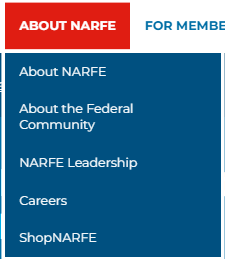 ABOUT NARFE FOR MEMBE
About NARFE
About the Federal
Community
NARFE Leadership
Careers
ShopNARFE